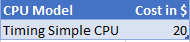 CPU Model Cost in $
Timing Simple CPU 20